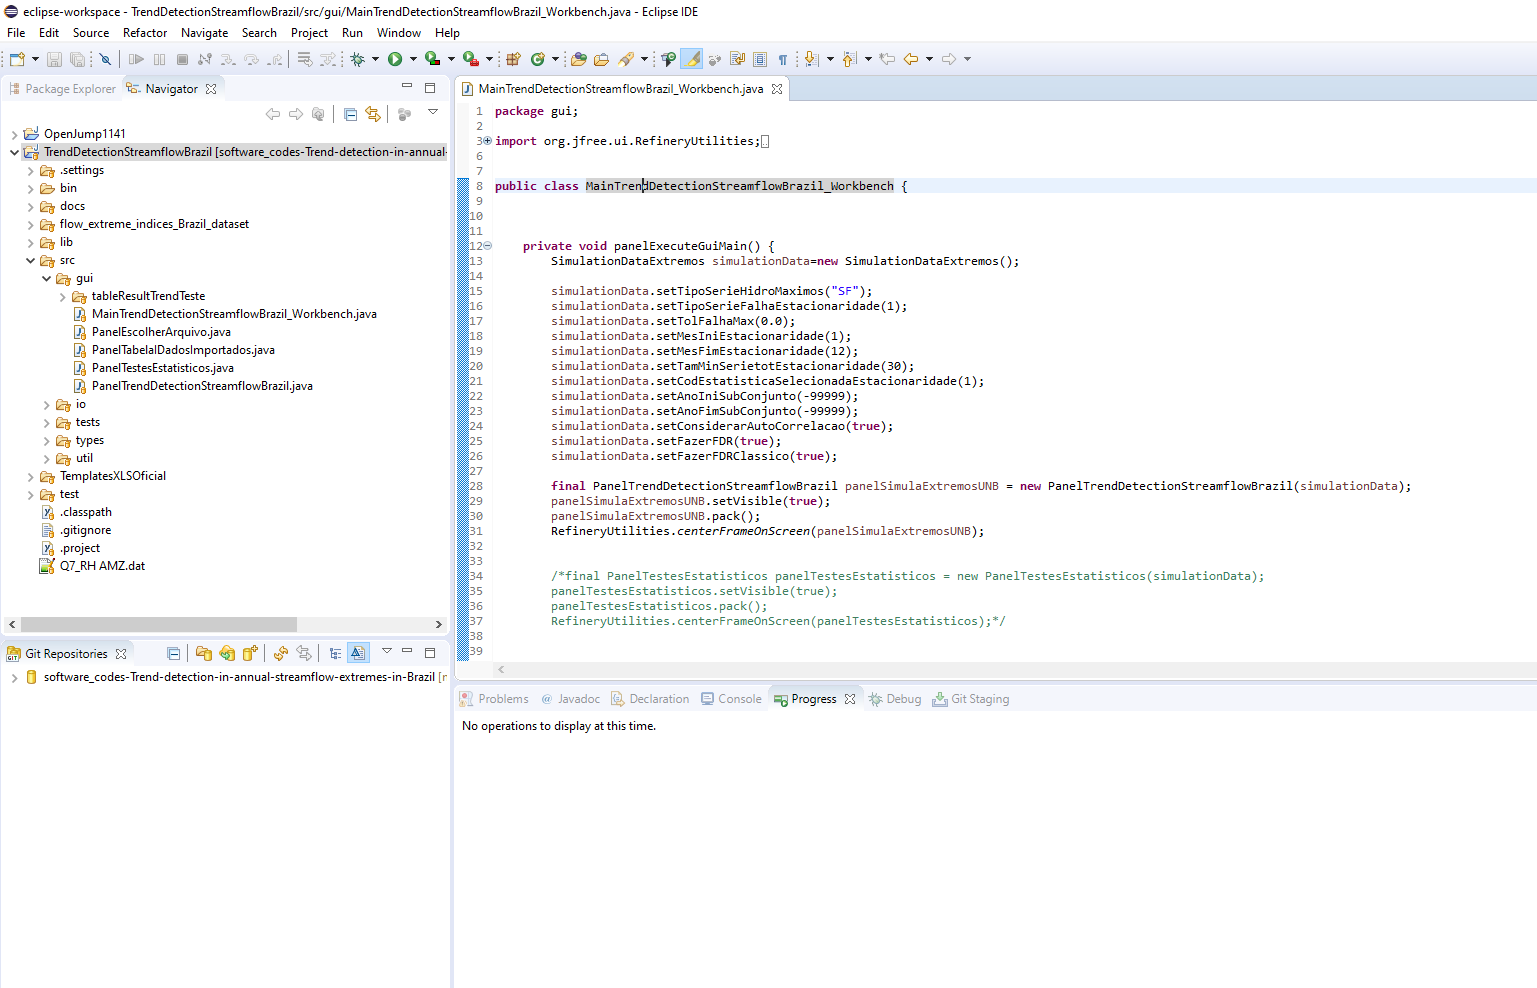 eclipse-workspace - TrendDetectionStreamflowBrazil/src/gui/MainTrendDetectionStreamflowBrazil_Workbench.java - Eclipse IDE
File Edit Source Refactor Navigate Search Project Run Window Help
Package Explorer Navigator
OpenJump1141
TrendDetectionStreamflowBrazil [software_codes-Trend-detection-in-annual-
.settings
bin
docs
flow_extreme_indices_Brazil_dataset
lib
src
gui
tableResultTrendTeste
MainTrendDetectionStreamflowBrazil_Workbench.java
PanelEscolherArquivo.java
PanelTabelaIDadosImportados.java
PanelTestesEstatisticos.java
PanelTrendDetectionStreamflowBrazil.java
io
tests
types
util
TemplatesXLSOficial
test
.classpath
.gitignore
.project
Q7_RH AMZ.dat
Git Repositories
software_codes-Trend-detection-in-annual-streamflow-extremes-in-Brazil [r
MainTrendDetectionStreamflowBrazil_Workbench.java
1 package gui;
2
3 import org.jfree.ui.RefineryUtilities;
6
7
8 public class MainTrendDetectionStreamflowBrazil_Workbench {
9
10
11
12 private void panelExecuteGuiMain() {
13 SimulationDataExtremos simulationData=new SimulationDataExtremos();
14
15 simulationData.setTipoSerieHidroMaximos("SF");
16 simulationData.setTipoSerieFalhaEstacionaridade(1);
17 simulationData.setTolFalhaMax(0.0);
18 simulationData.setMesIniEstacionaridade(1);
19 simulationData.setMesFimEstacionaridade(12);
20 simulationData.setTamMinSerietotEstacionaridade(30);
21 simulationData.setCodEstatisticaSelecionadaEstacionaridade(1);
22 simulationData.setAnoIniSubConjunto(-99999);
23 simulationData.setAnoFimSubConjunto(-99999);
24 simulationData.setConsiderarAutoCorrelacao(true);
25 simulationData.setFazerFDR(true);
26 simulationData.setFazerFDRClassico(true);
27
28 final PanelTrendDetectionStreamflowBrazil panelSimulaExtremosUNB = new PanelTrendDetectionStreamflowBrazil(simulationData);
29 panelSimulaExtremosUNB.setVisible(true);
30 panelSimulaExtremosUNB.pack();
31 RefineryUtilities.centerFrameOnScreen(panelSimulaExtremosUNB);
32
33
34 /*final PanelTestesEstatisticos panelTestesEstatisticos = new PanelTestesEstatisticos(simulationData);
35 panelTestesEstatisticos.setVisible(true);
36 panelTestesEstatisticos.pack();
37 RefineryUtilities.centerFrameOnScreen(panelTestesEstatisticos);*/
38
39
Problems Javadoc Declaration Console Progress Debug Git Staging
No operations to display at this time.